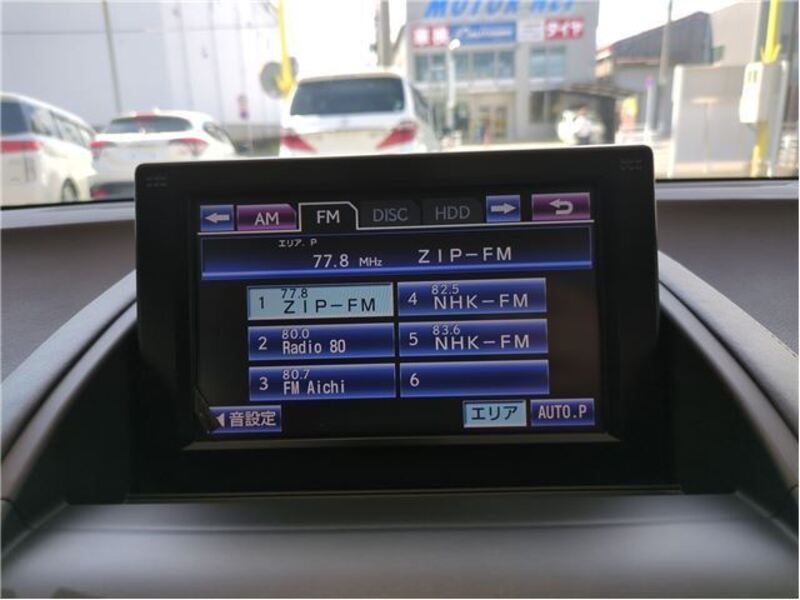 MOTOR
車検
タイヤ
AM FM DISC HDD
エリア. P
77.8 MHz ZIP-FM
1 77.8 ZIP-FM
2 80.0 Radio 80
3 80.7 FM Aichi
4 82.5 NHK-FM
5 83.6 NHK-FM
6
音設定
エリア AUTO.P